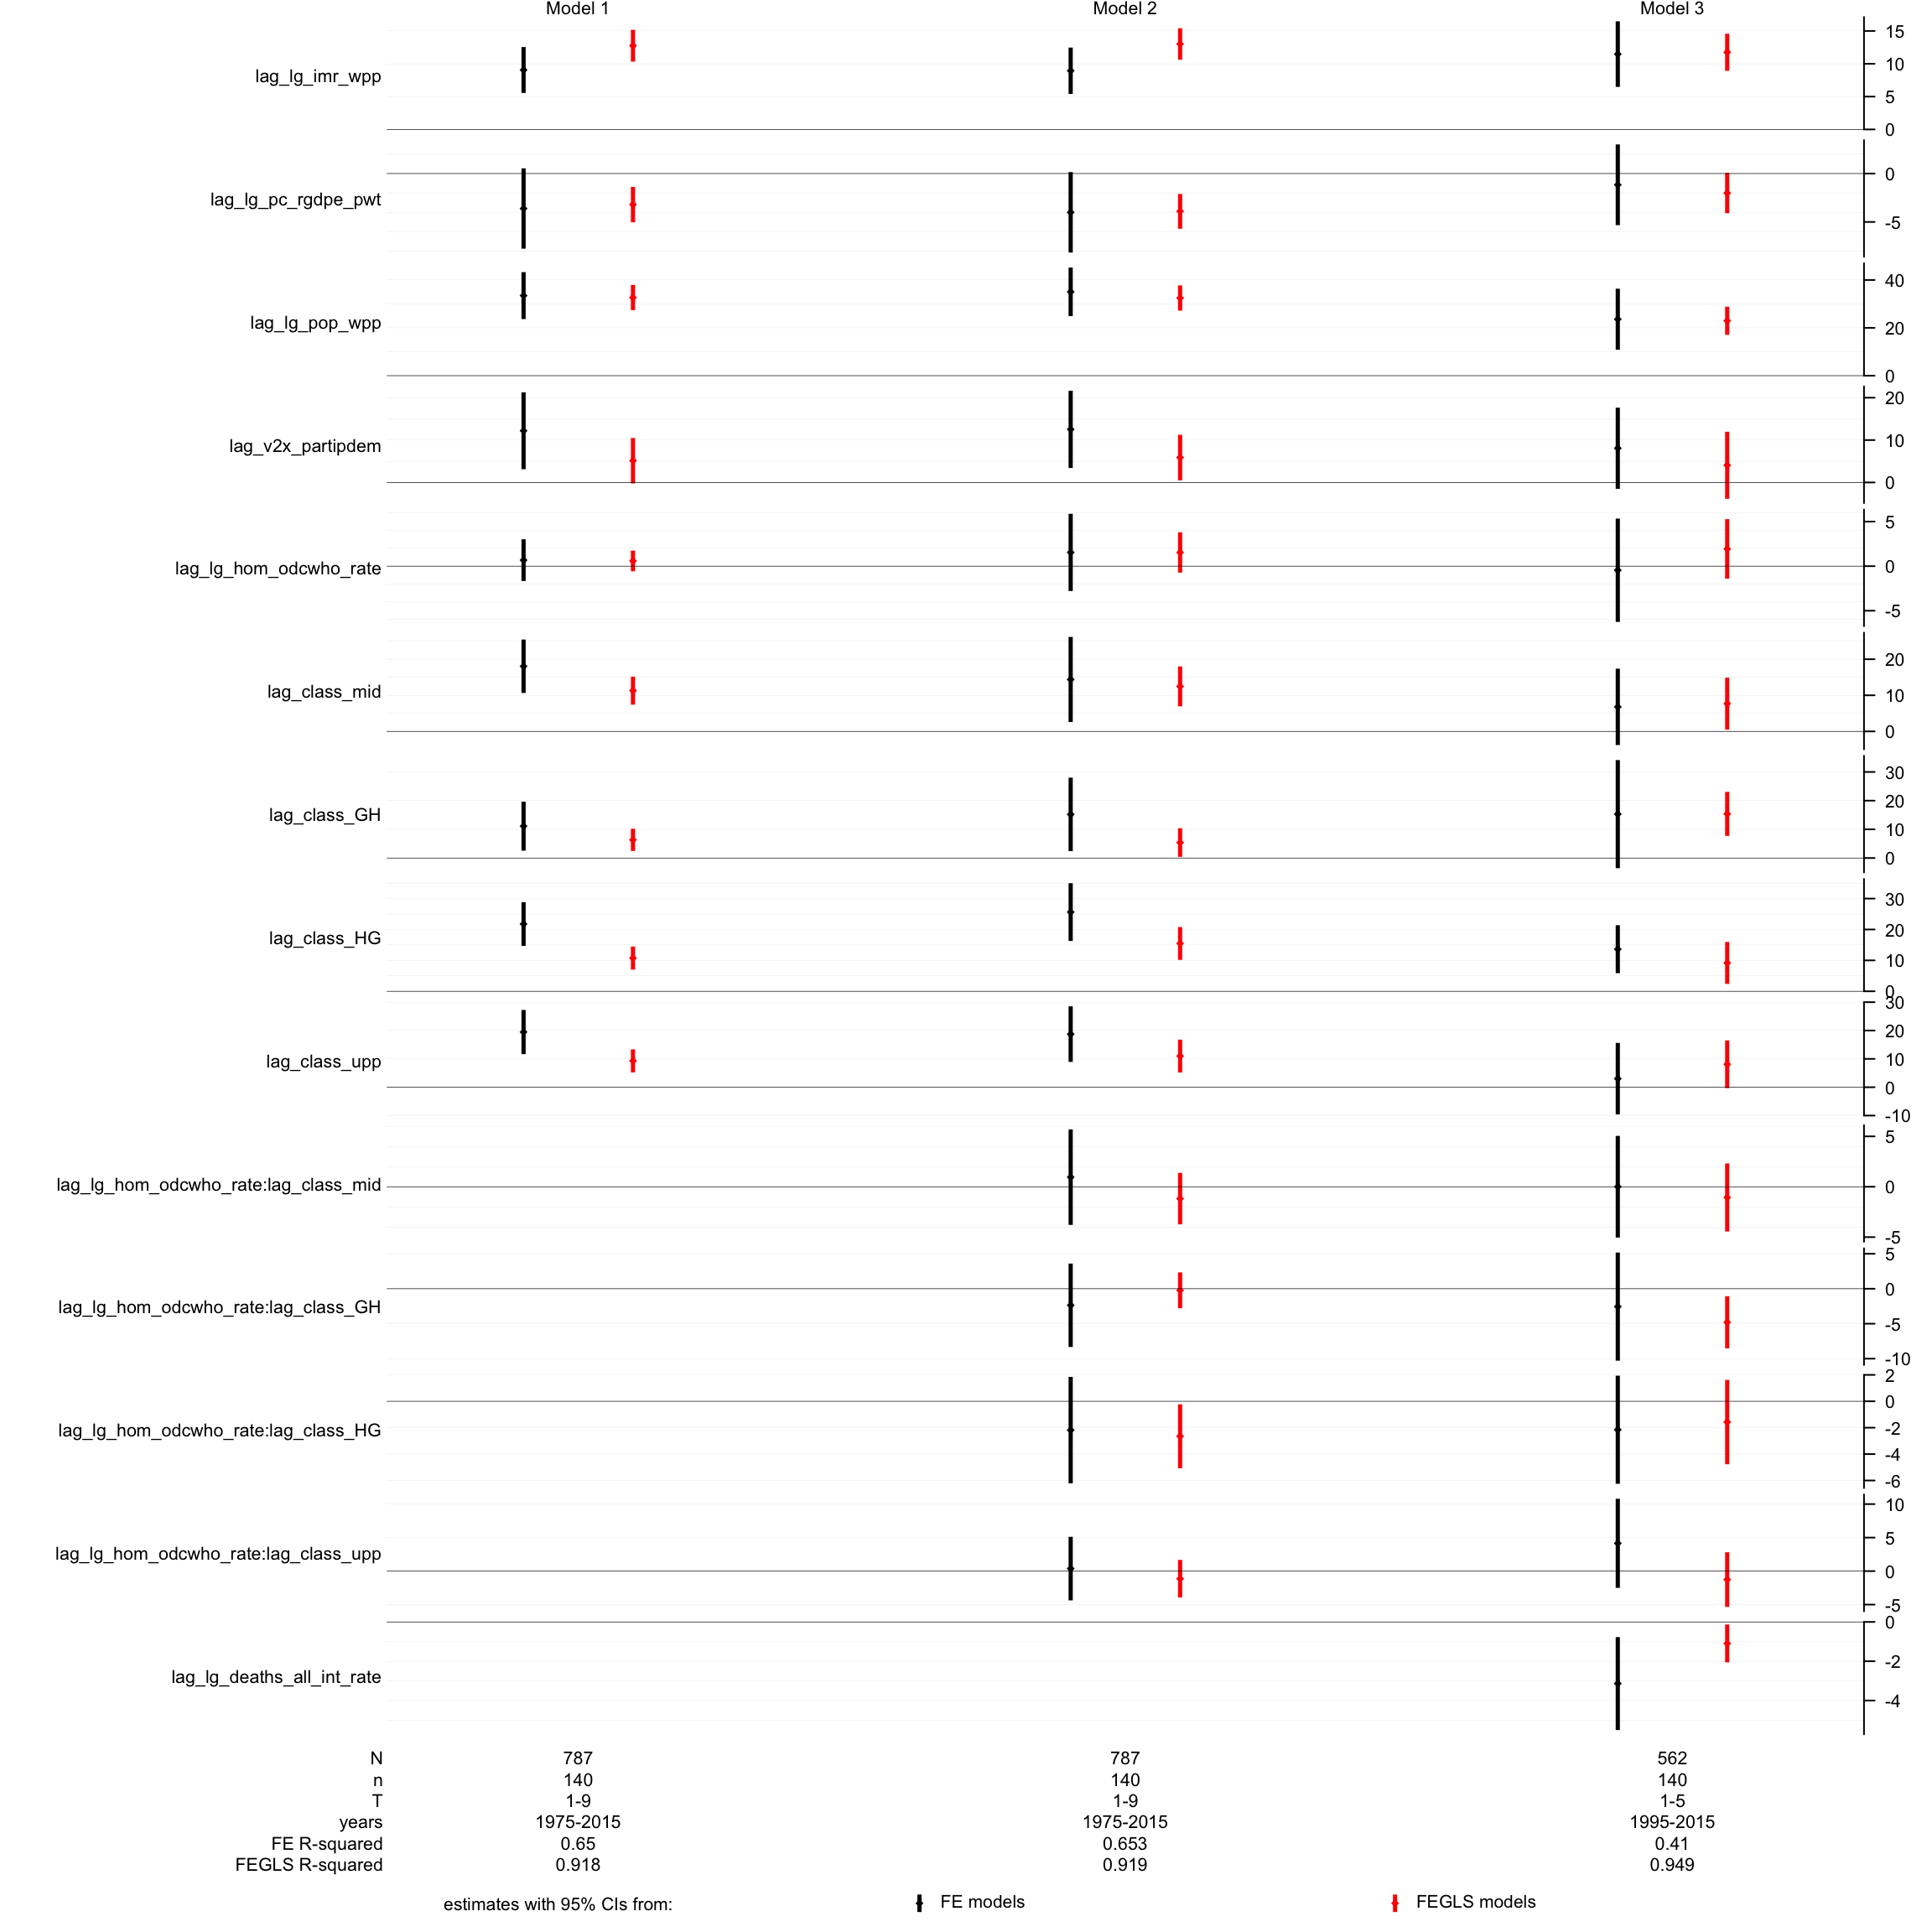 Model 1 Model 2 Model 3
lag_lg_imr_wpp 15 10 5 0
lag_lg_pc_rgdpe_pwt 0 -5
lag_lg_pop_wpp 40 20 0
lag_v2x_partipdem 20 10 0
lag_lg_hom_odcwho_rate 5 0 -5
lag_class_mid 20 10 0
lag_class_GH 30 20 10 0
lag_class_HG 30 20 10 0
lag_class_upp 30 20 10 0 -10
lag_lg_hom_odcwho_rate:lag_class_mid 5 0 -5
lag_lg_hom_odcwho_rate:lag_class_GH 5 0 -5 -10
lag_lg_hom_odcwho_rate:lag_class_HG 2 0 -2 -4 -6
lag_lg_hom_odcwho_rate:lag_class_upp 10 5 0 -5
lag_lg_deaths_all_int_rate 0 -2 -4
N 787 787 562
n 140 140 140
T 1-9 1-9 1-5
years 1975-2015 1975-2015 1995-2015
FE R-squared 0.65 0.653 0.41
FEGLS R-squared 0.918 0.919 0.949
estimates with 95% CIs from: FE models FEGLS models